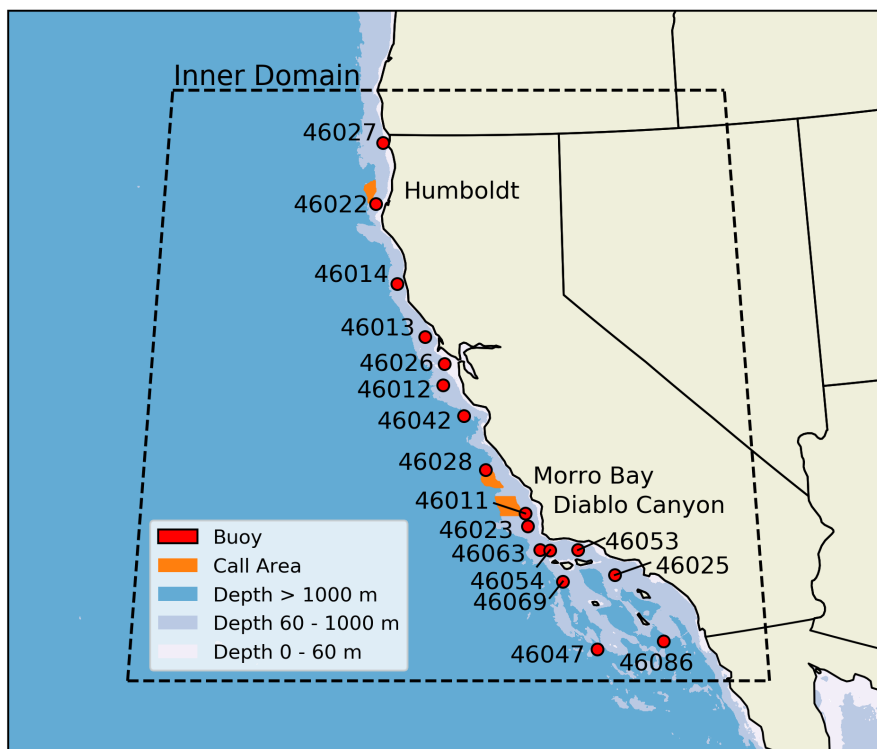 Inner Domain
46027
Humboldt
46022
46014
46013
46026
46012
46042
46028
Morro Bay
46011
Diablo Canyon
46023
46063
46053
46054
46025
46069
46047
46086
Buoy
Call Area
Depth > 1000 m
Depth 60 - 1000 m
Depth 0 - 60 m